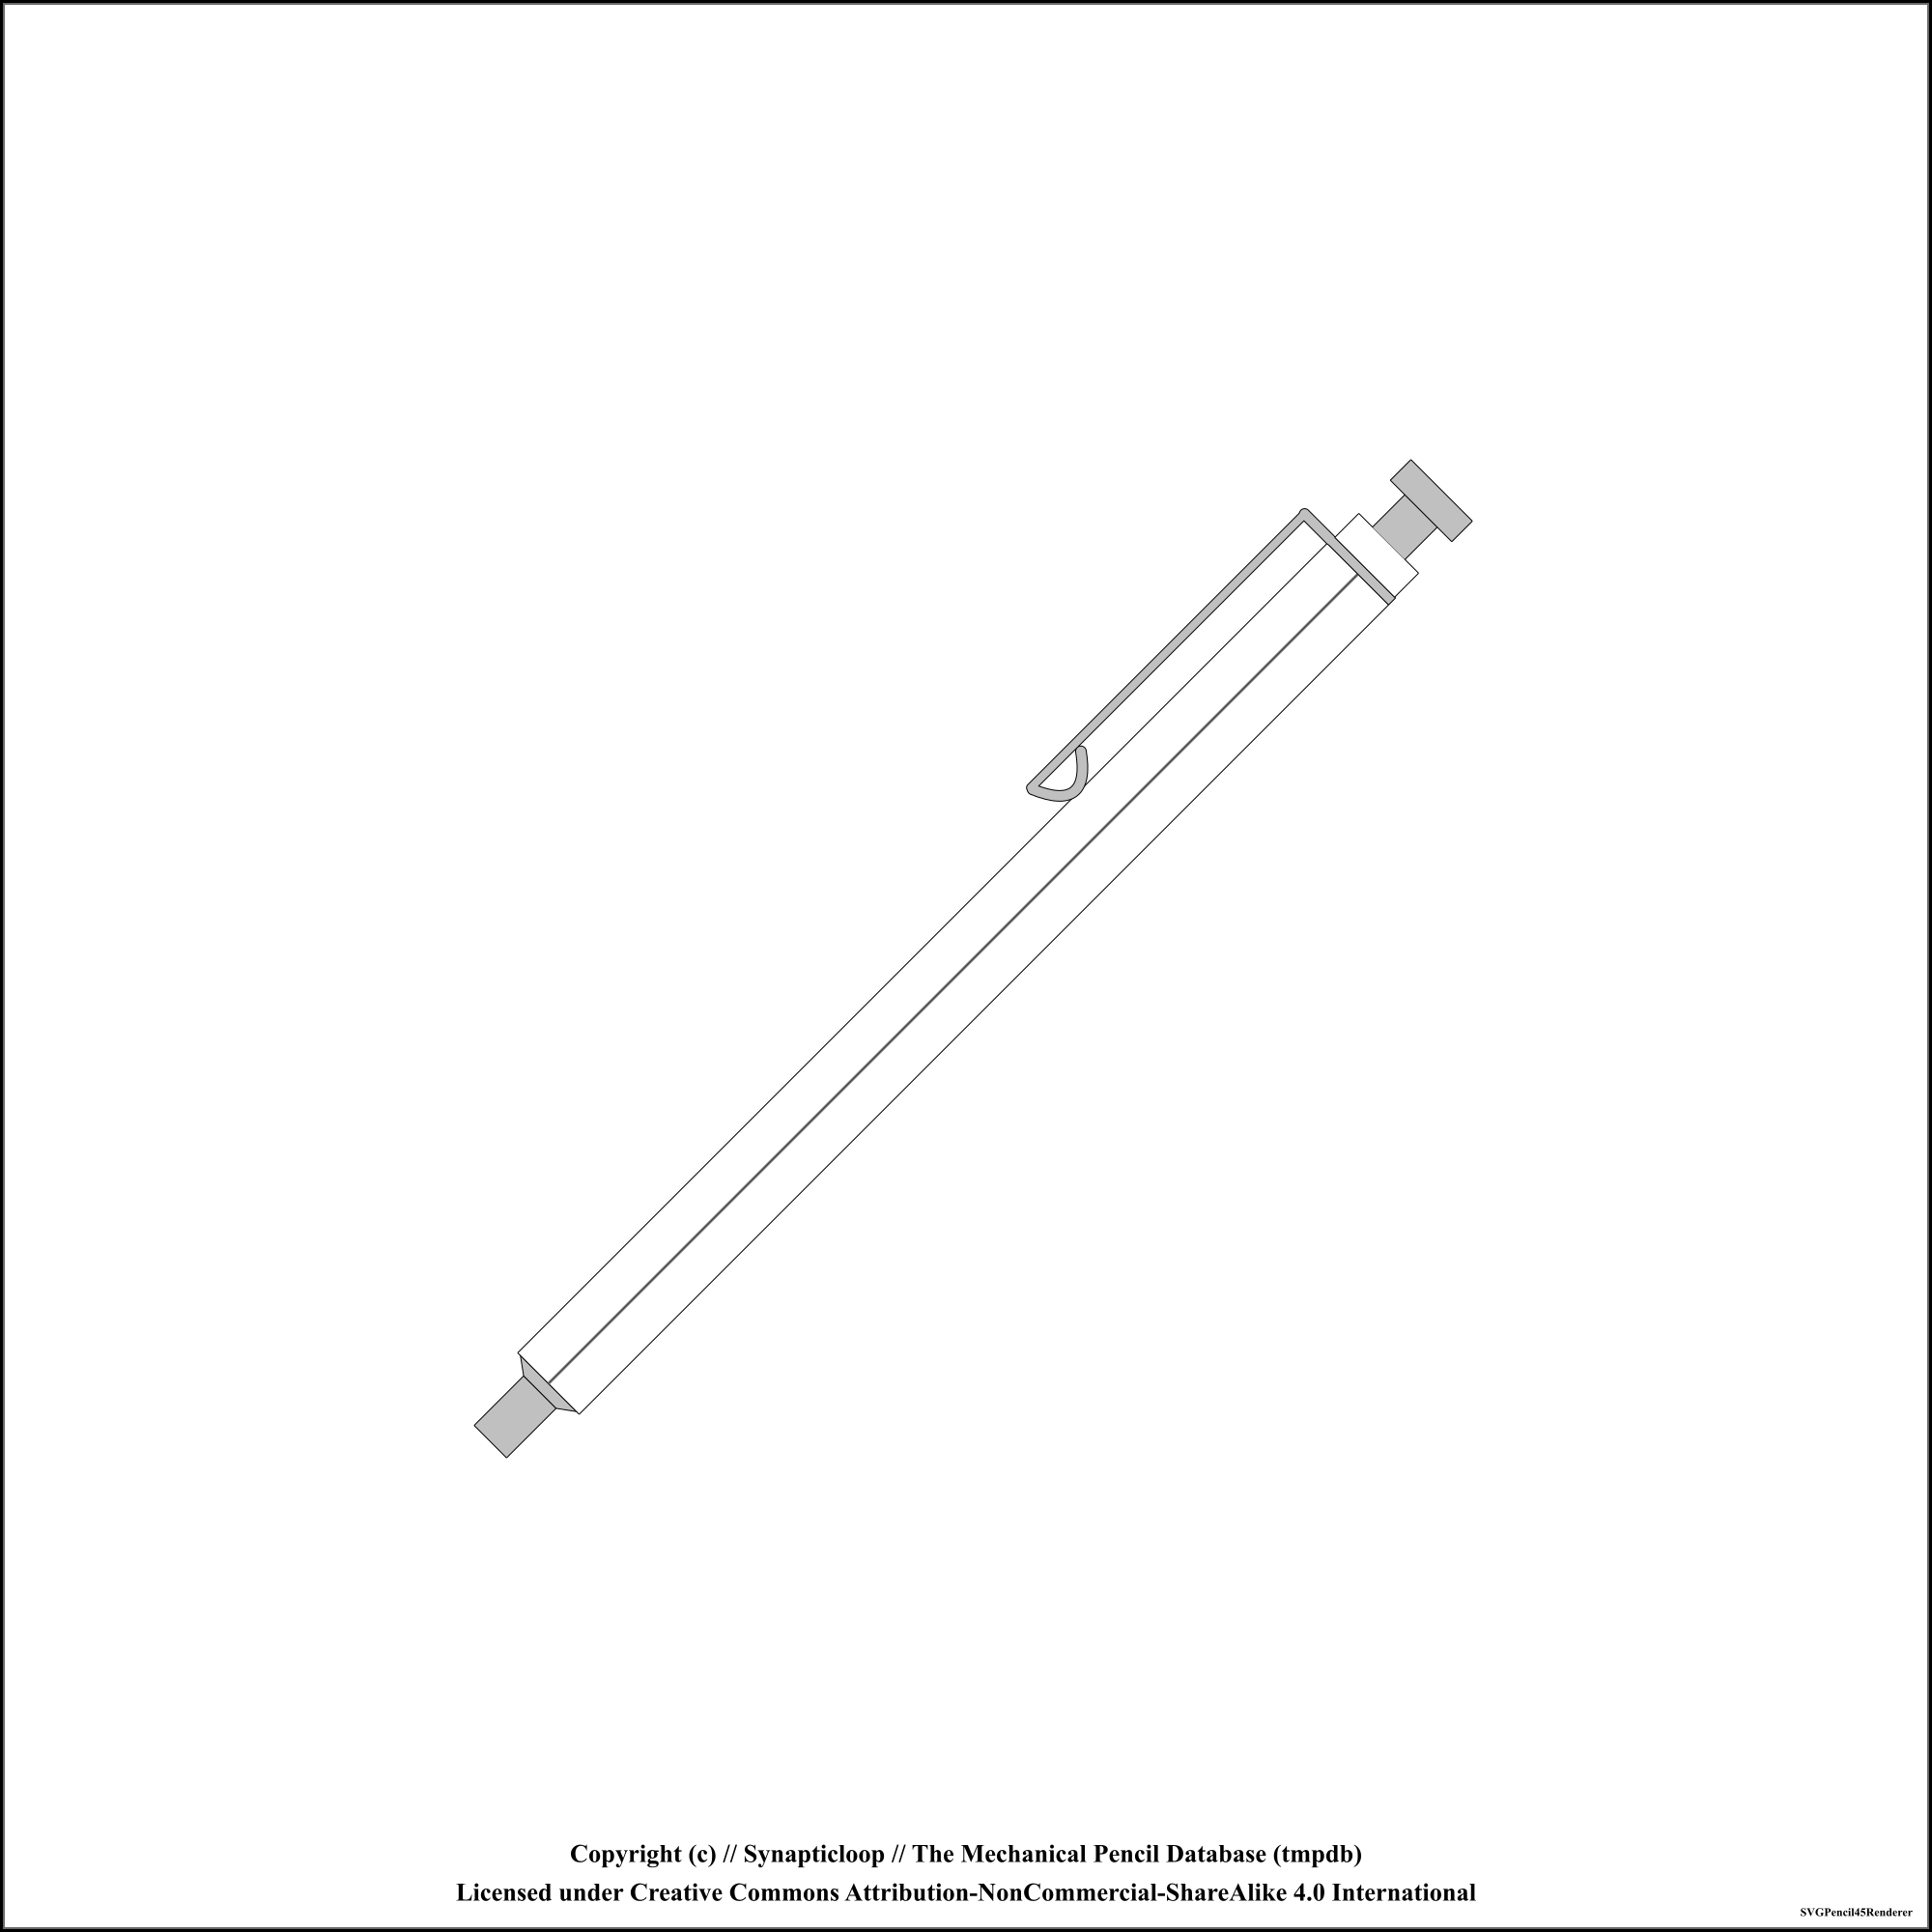 Copyright (c) // Synapticloop // The Mechanical Pencil Database (tmpdb)
Licensed under Creative Commons Attribution-NonCommercial-ShareAlike 4.0 International
SVGPencil45Renderer